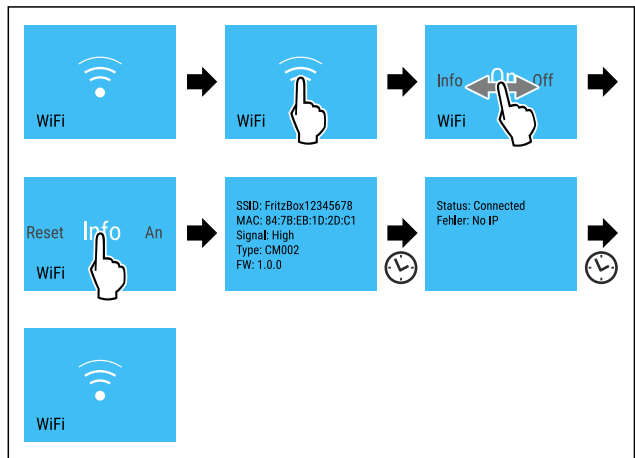 WiFi
WiFi
Info On Off
WiFi
Reset Info An
WiFi
SSID: FritzBox12345678
MAC: 84:7B:EB:1D:2D:C1
Signal: High
Type: CM002
FW: 1.0.0
Status: Connected
Fehler: No IP
WiFi